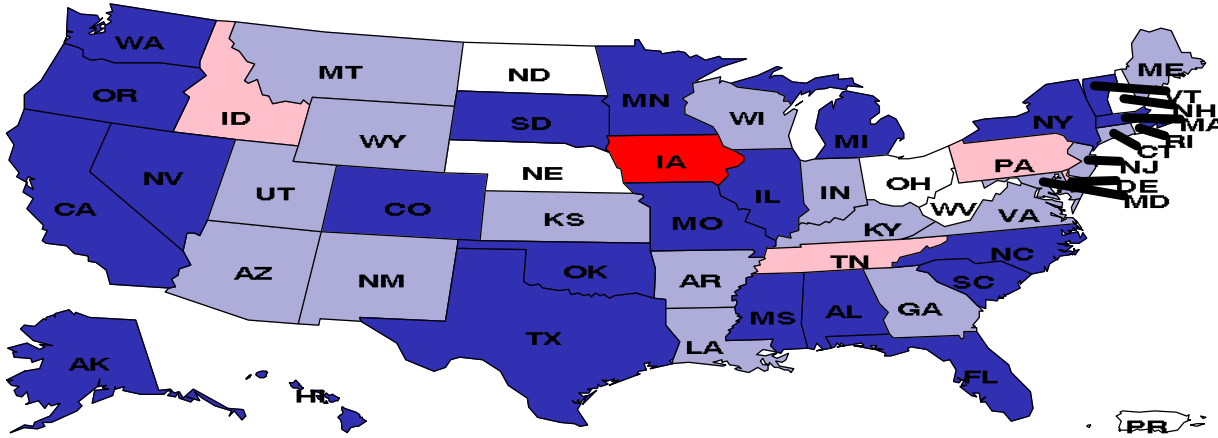 WA
MT
ND
ME
OR
ID
MN
WI
VT
NH
SD
NY
MA
WY
MI
RI
CT
IA
PA
NJ
NV
UT
NE
OH
DE
IN
IL
MD
CA
CO
KS
MO
WV
VA
KY
AZ
NM
OK
TN
NC
AR
SC
MS
AL
GA
TX
LA
AK
FL
HI
PR